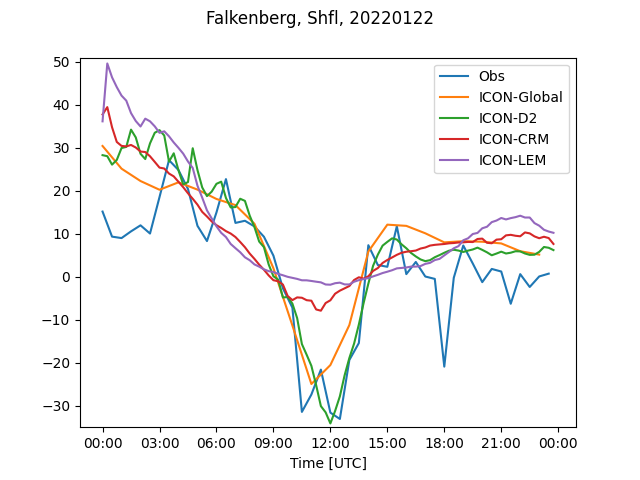 Falkenberg, Shfl, 20220122
50
40
30
20
10
0
−10
−20
−30
Obs
ICON-Global
ICON-D2
ICON-CRM
ICON-LEM
00:00 03:00 06:00 09:00 12:00 15:00 18:00 21:00 00:00
Time [UTC]